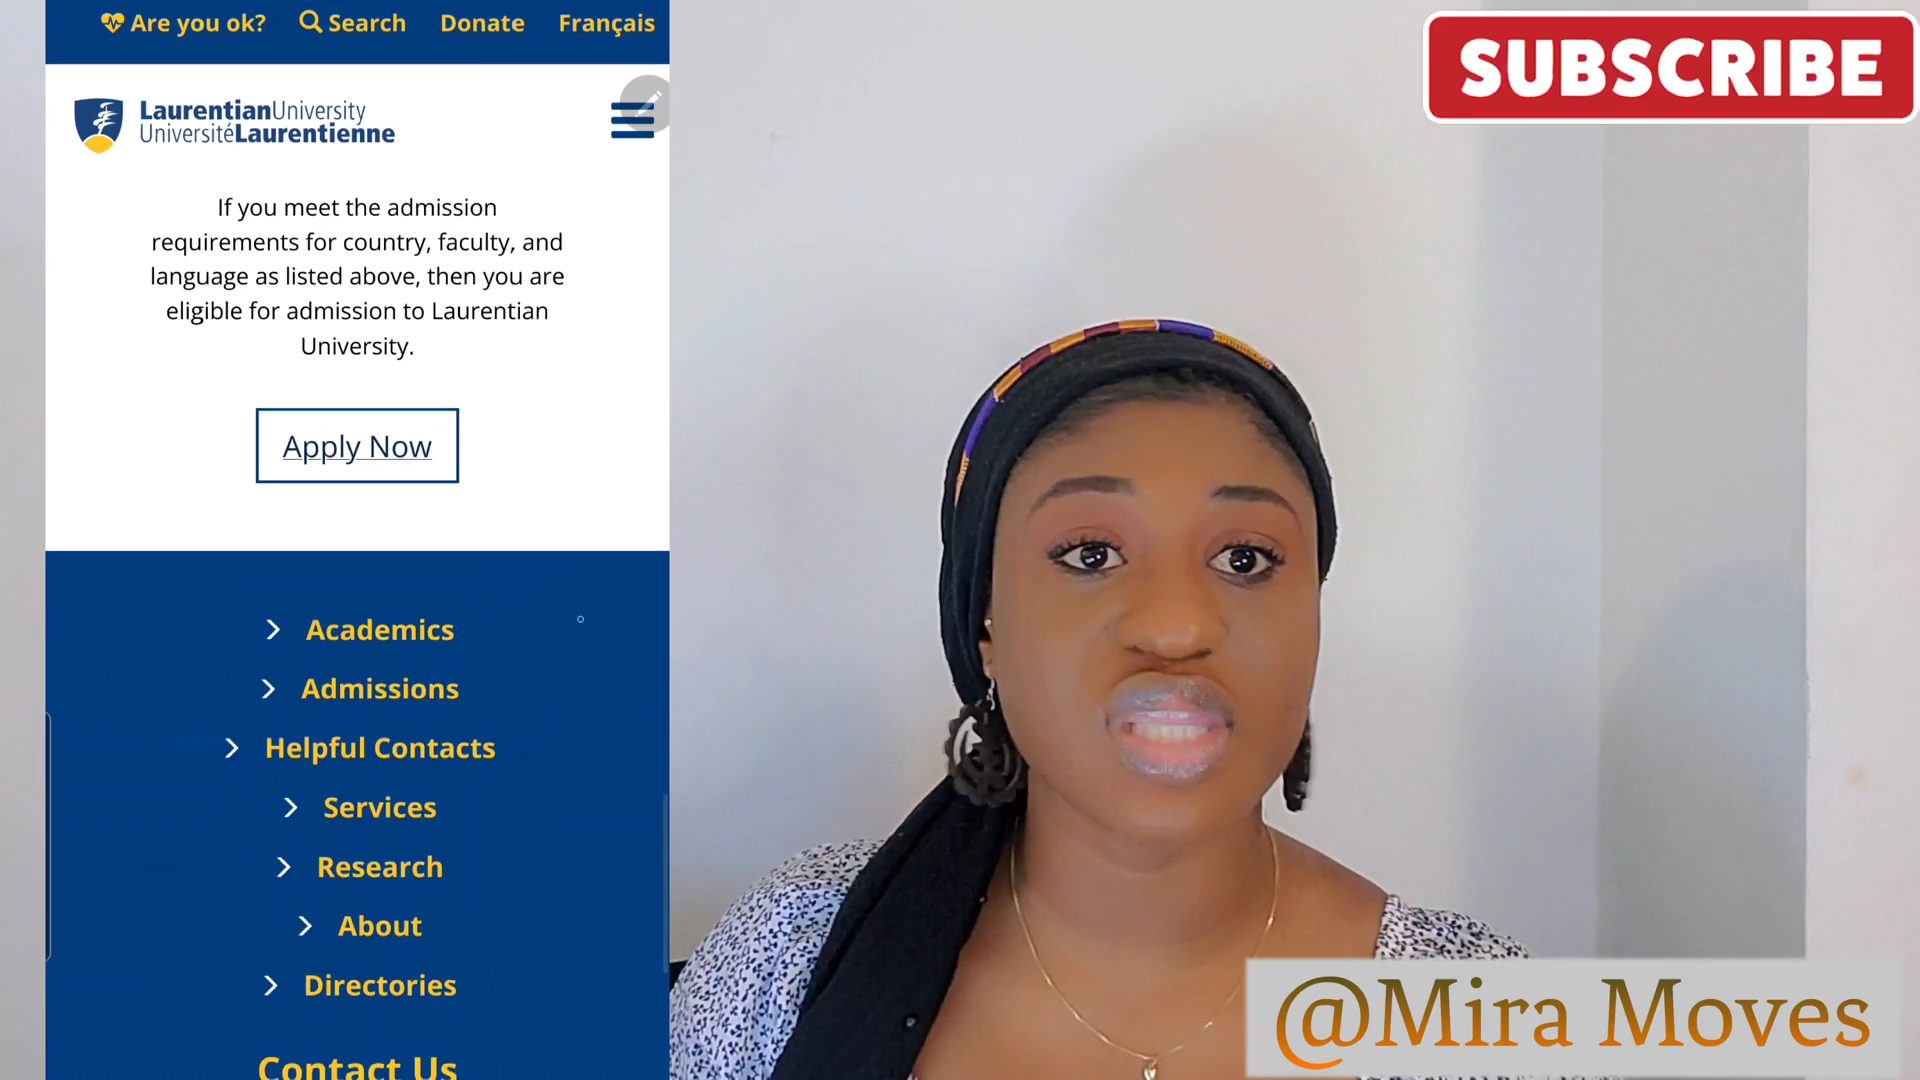 Are you ok? Search Donate Français
LaurentianUniversity
UniversitéLaurentienne
If you meet the admission
requirements for country, faculty, and
language as listed above, then you are
eligible for admission to Laurentian
University.
Apply Now
Academics
Admissions
Helpful Contacts
Services
Research
About
Directories
Contact Us
SUBSCRIBE
@Mira Moves